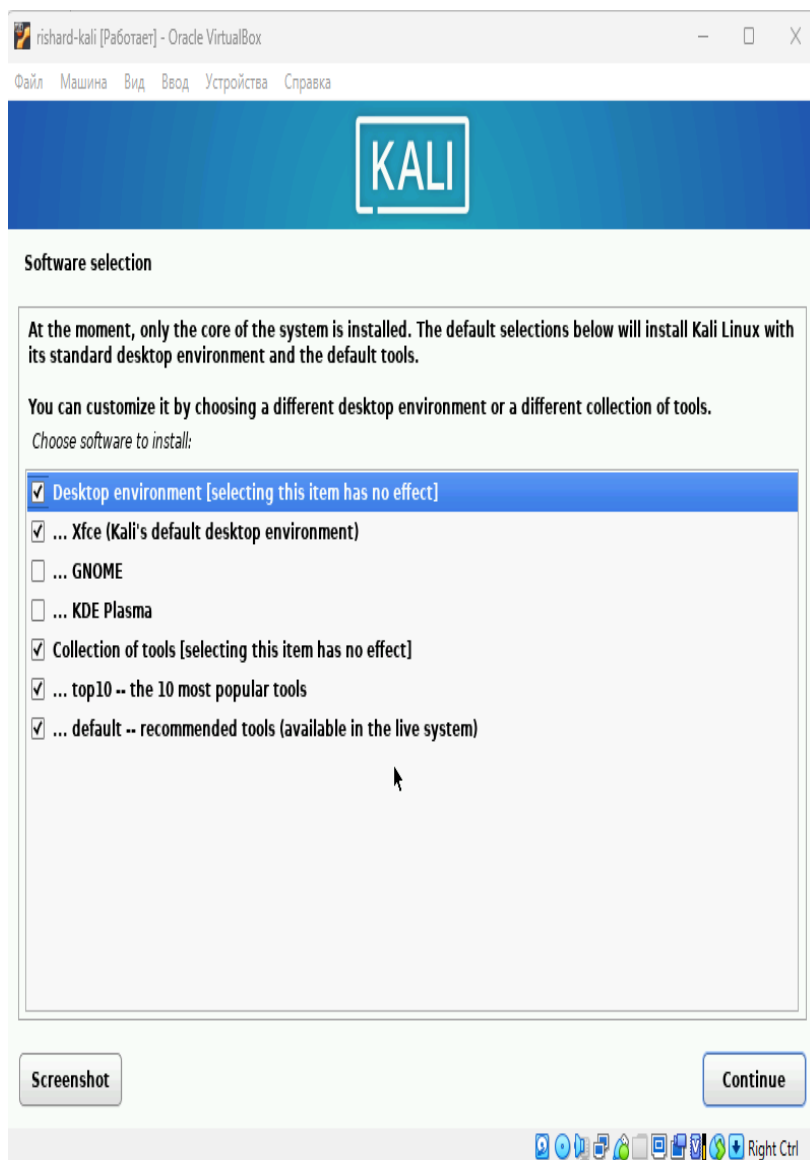 rishard-kali [Работает] - Oracle VirtualBox
Файл Машина Вид Ввод Устройства Справка
KALI
Software selection
At the moment, only the core of the system is installed. The default selections below will install Kali Linux with
its standard desktop environment and the default tools.
You can customize it by choosing a different desktop environment or a different collection of tools.
Choose software to install:
Desktop environment [selecting this item has no effect]
... Xfce (Kali's default desktop environment)
... GNOME
... KDE Plasma
Collection of tools [selecting this item has no effect]
... top10 -- the 10 most popular tools
... default -- recommended tools (available in the live system)
Screenshot
Continue
Right Ctrl